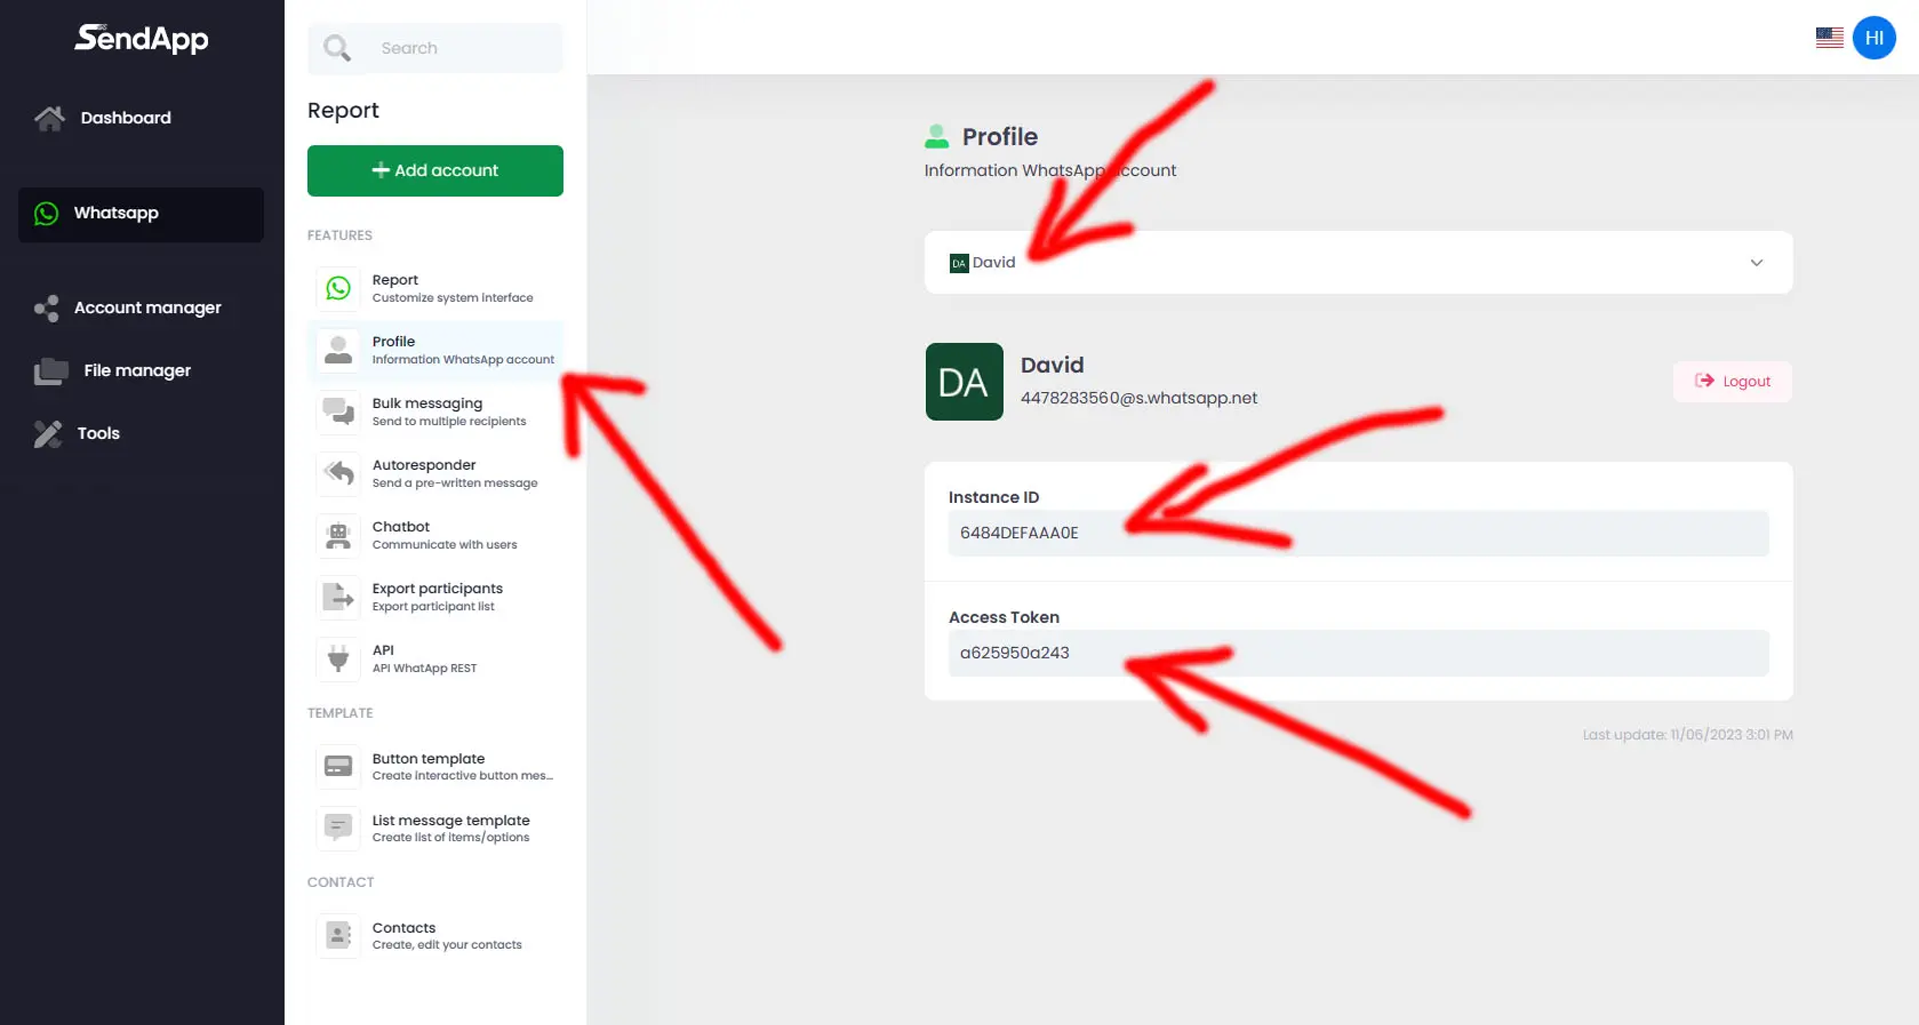 SendApp
Dashboard
Whatsapp
Account manager
File manager
Tools
Search
Report
Add account
FEATURES
Report
Customize system interface
Profile
Information WhatsApp account
Bulk messaging
Send to multiple recipients
Autoresponder
Send a pre-written message
Chatbot
Communicate with users
Export participants
Export participant list
API
API WhatApp REST
TEMPLATE
Button template
Create interactive button mes...
List message template
Create list of items/options
CONTACT
Contacts
Create, edit your contacts
HI
Profile
Information WhatsApp account
DA David
DA
David
4478283560@s.whatsapp.net
Logout
Instance ID
6484DEFAAA0E
Access Token
a625950a243
Last update: 11/06/2023 3:01 PM